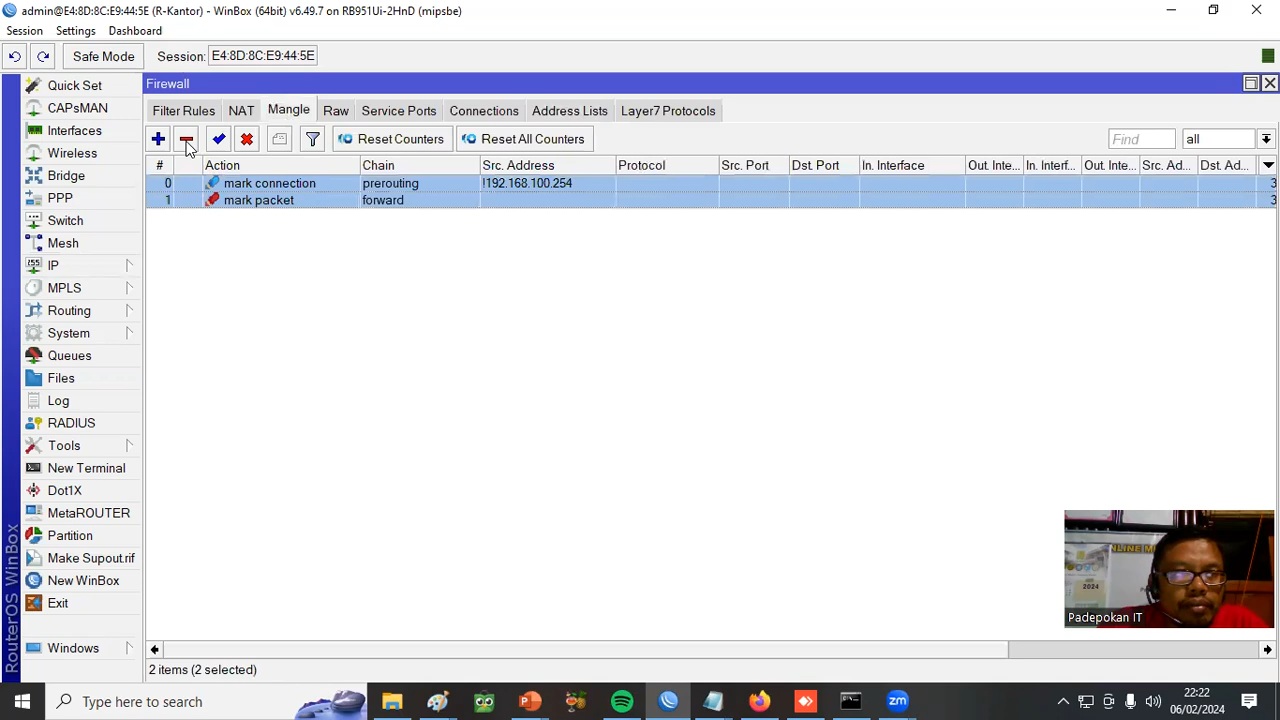 admin@E4:8D:8C:E9:44:5E (R-Kantor) - WinBox (64bit) v6.49.7 on RB951Ui-2HnD (mipsbe)
Session Settings Dashboard
Safe Mode Session: E4:8D:8C:E9:44:5E
Quick Set
CAPsMAN
Interfaces
Wireless
Bridge
PPP
Switch
Mesh
IP
MPLS
Routing
System
Queues
Files
Log
RADIUS
Tools
New Terminal
Dot1X
MetaROUTER
Partition
Make Supout.rif
New WinBox
Exit
Windows
RouterOS WinBox
Firewall
Filter Rules NAT Mangle Raw Service Ports Connections Address Lists Layer7 Protocols
Reset Counters Reset All Counters Find all
# Action Chain Src. Address Protocol Src. Port Dst. Port In. Interface Out. Inte... In. Interf... Out. Inte... Src. Ad... Dst. Ad...
0 mark connection prerouting !192.168.100.254 3
1 mark packet forward 3
2024
Padepokan IT
2 items (2 selected)
Type here to search
22:22
06/02/2024